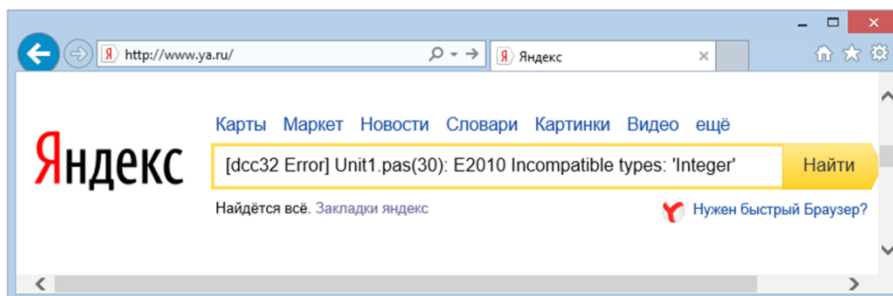 http://www.ya.ru/
Я Яндекс
Карты Маркет Новости Словари Картинки Видео ещё
Яндекс
[dcc32 Error] Unit1.pas(30): E2010 Incompatible types: 'Integer'
Найти
Найдётся всё. Закладки яндекс
Нужен быстрый Браузер?